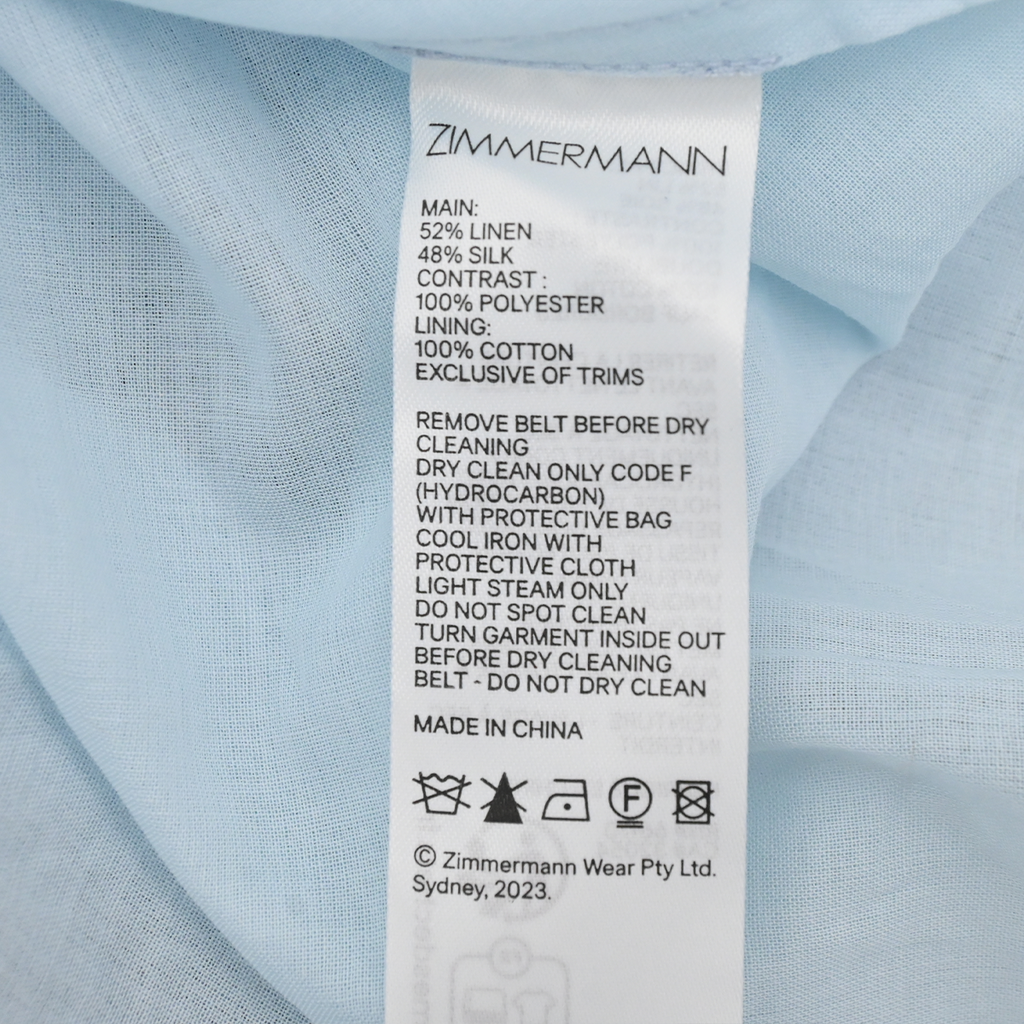 ZIMMERMANN
MAIN:
52% LINEN
48% SILK
CONTRAST :
100% POLYESTER
LINING:
100% COTTON
EXCLUSIVE OF TRIMS
REMOVE BELT BEFORE DRY
CLEANING
DRY CLEAN ONLY CODE F
(HYDROCARBON)
WITH PROTECTIVE BAG
COOL IRON WITH
PROTECTIVE CLOTH
LIGHT STEAM ONLY
DO NOT SPOT CLEAN
TURN GARMENT INSIDE OUT
BEFORE DRY CLEANING
BELT - DO NOT DRY CLEAN
MADE IN CHINA
F
© Zimmermann Wear Pty Ltd.
Sydney, 2023.